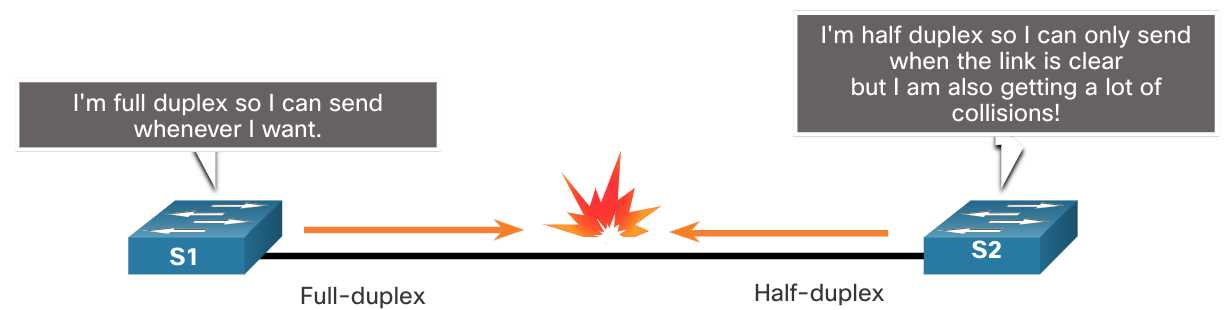 I'm half duplex so I can only send
when the link is clear
but I am also getting a lot of
collisions!
I'm full duplex so I can send
whenever I want.
S1
S2
Full-duplex
Half-duplex